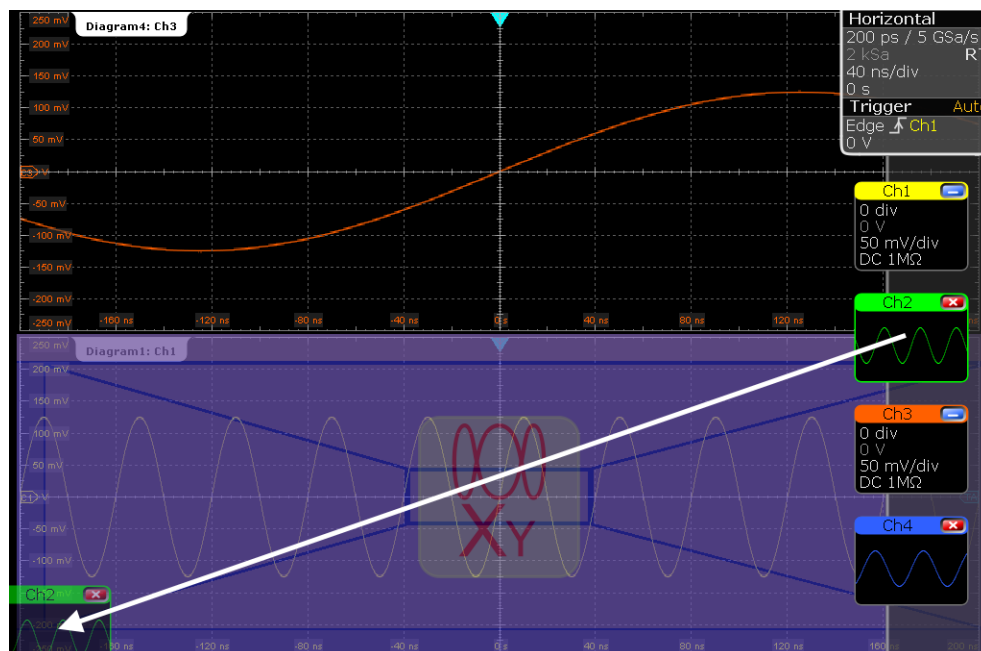 250 mV
Diagram4: Ch3
200 mV
150 mV
100 mV
50 mV
-50 mV
-100 mV
-150 mV
-200 mV
-250 mV
-160 ns
-120 ns
-80 ns
-40 ns
0 s
40 ns
80 ns
120 ns
Horizontal
200 ps / 5 GSa/s
2 kSa
40 ns/div
0 s
Trigger Auto
Edge Ch1
0 V
Ch1
0 div
0 V
50 mV/div
DC 1MΩ
Ch2
Ch3
0 div
0 V
50 mV/div
DC 1MΩ
Ch4
250 mV
Diagram1: Ch1
200 mV
150 mV
100 mV
50 mV
-50 mV
-100 mV
XY
Ch2
-120 ns
-80 ns
-40 ns
0 s
40 ns
80 ns
120 ns
160
200 ns